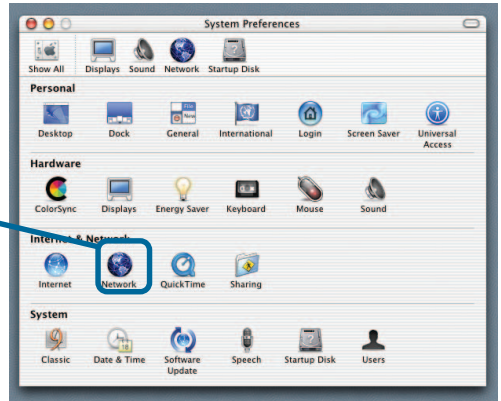 System Preferences
Show All Displays Sound Network Startup Disk
Personal
Desktop Dock General International Login Screen Saver Universal Access
Hardware
ColorSync Displays Energy Saver Keyboard Mouse Sound
Internet & Network
Internet Network QuickTime Sharing
System
Classic Date & Time Software Update Speech Startup Disk Users